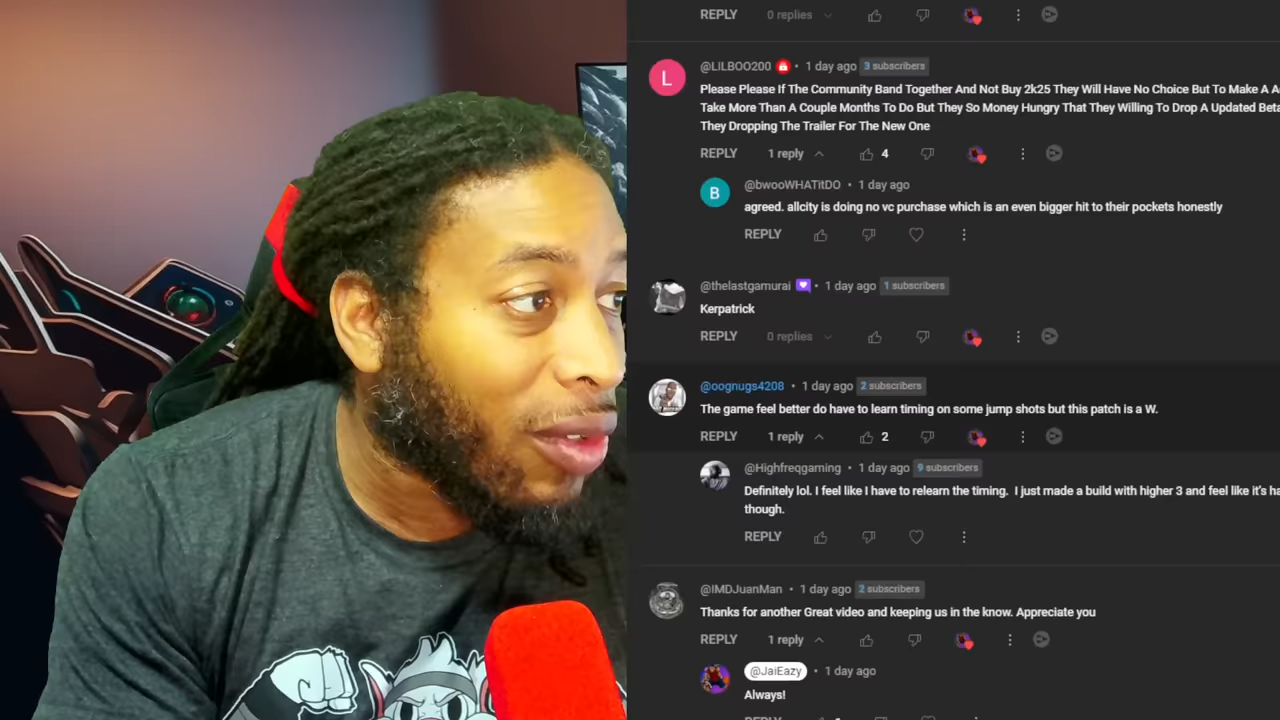 REPLY 0 replies
@LILBOO200 • 1 day ago 3 subscribers
Please Please If The Community Band Together And Not Buy 2k25 They Will Have No Choice But To Make A
Take More Than A Couple Months To Do But They So Money Hungry That They Willing To Drop A Updated Beta
They Dropping The Trailer For The New One
REPLY 1 reply 4
B @bwooWHATitDO • 1 day ago
agreed. allcity is doing no vc purchase which is an even bigger hit to their pockets honestly
REPLY
@thelastgamurai • 1 day ago 1 subscribers
Kerpatrick
REPLY 0 replies
@oognugs4208 • 1 day ago 2 subscribers
The game feel better do have to learn timing on some jump shots but this patch is a W.
REPLY 1 reply 2
@Highfreqgaming • 1 day ago 9 subscribers
Definitely lol. I feel like I have to relearn the timing. I just made a build with higher 3 and feel like it's
though.
REPLY
@IMDJuanMan • 1 day ago 2 subscribers
Thanks for another Great video and keeping us in the know. Appreciate you
REPLY 1 reply
@JaiEazy • 1 day ago
Always!